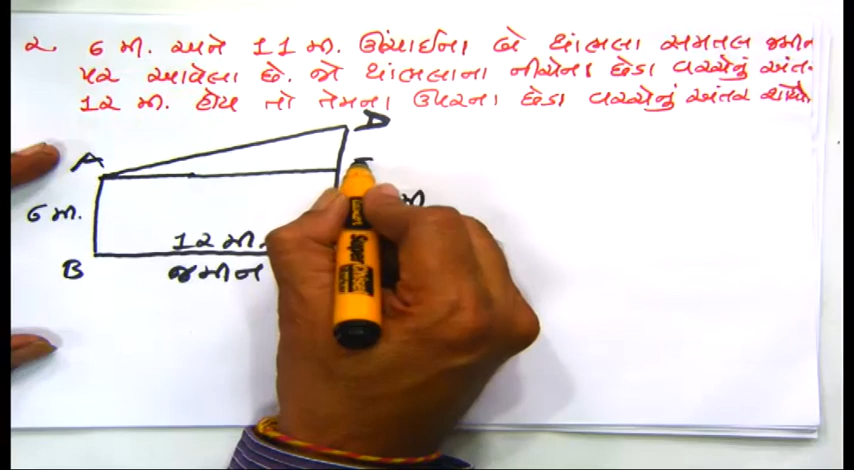 ૨. 6 મી. અને 11 મી. ઉંચાઈના બે થાંભલા સમતલ જમીન
પર આવેલા છે. જો થાંભલાના નીચેના છેડા વચ્ચેનું અંત
12 મી. હોય તો તેમના ઉપરના છેડા વચ્ચેનું અંતર શોધો.
D
A
6 મી.
12 મી.
B
જમીન
Super